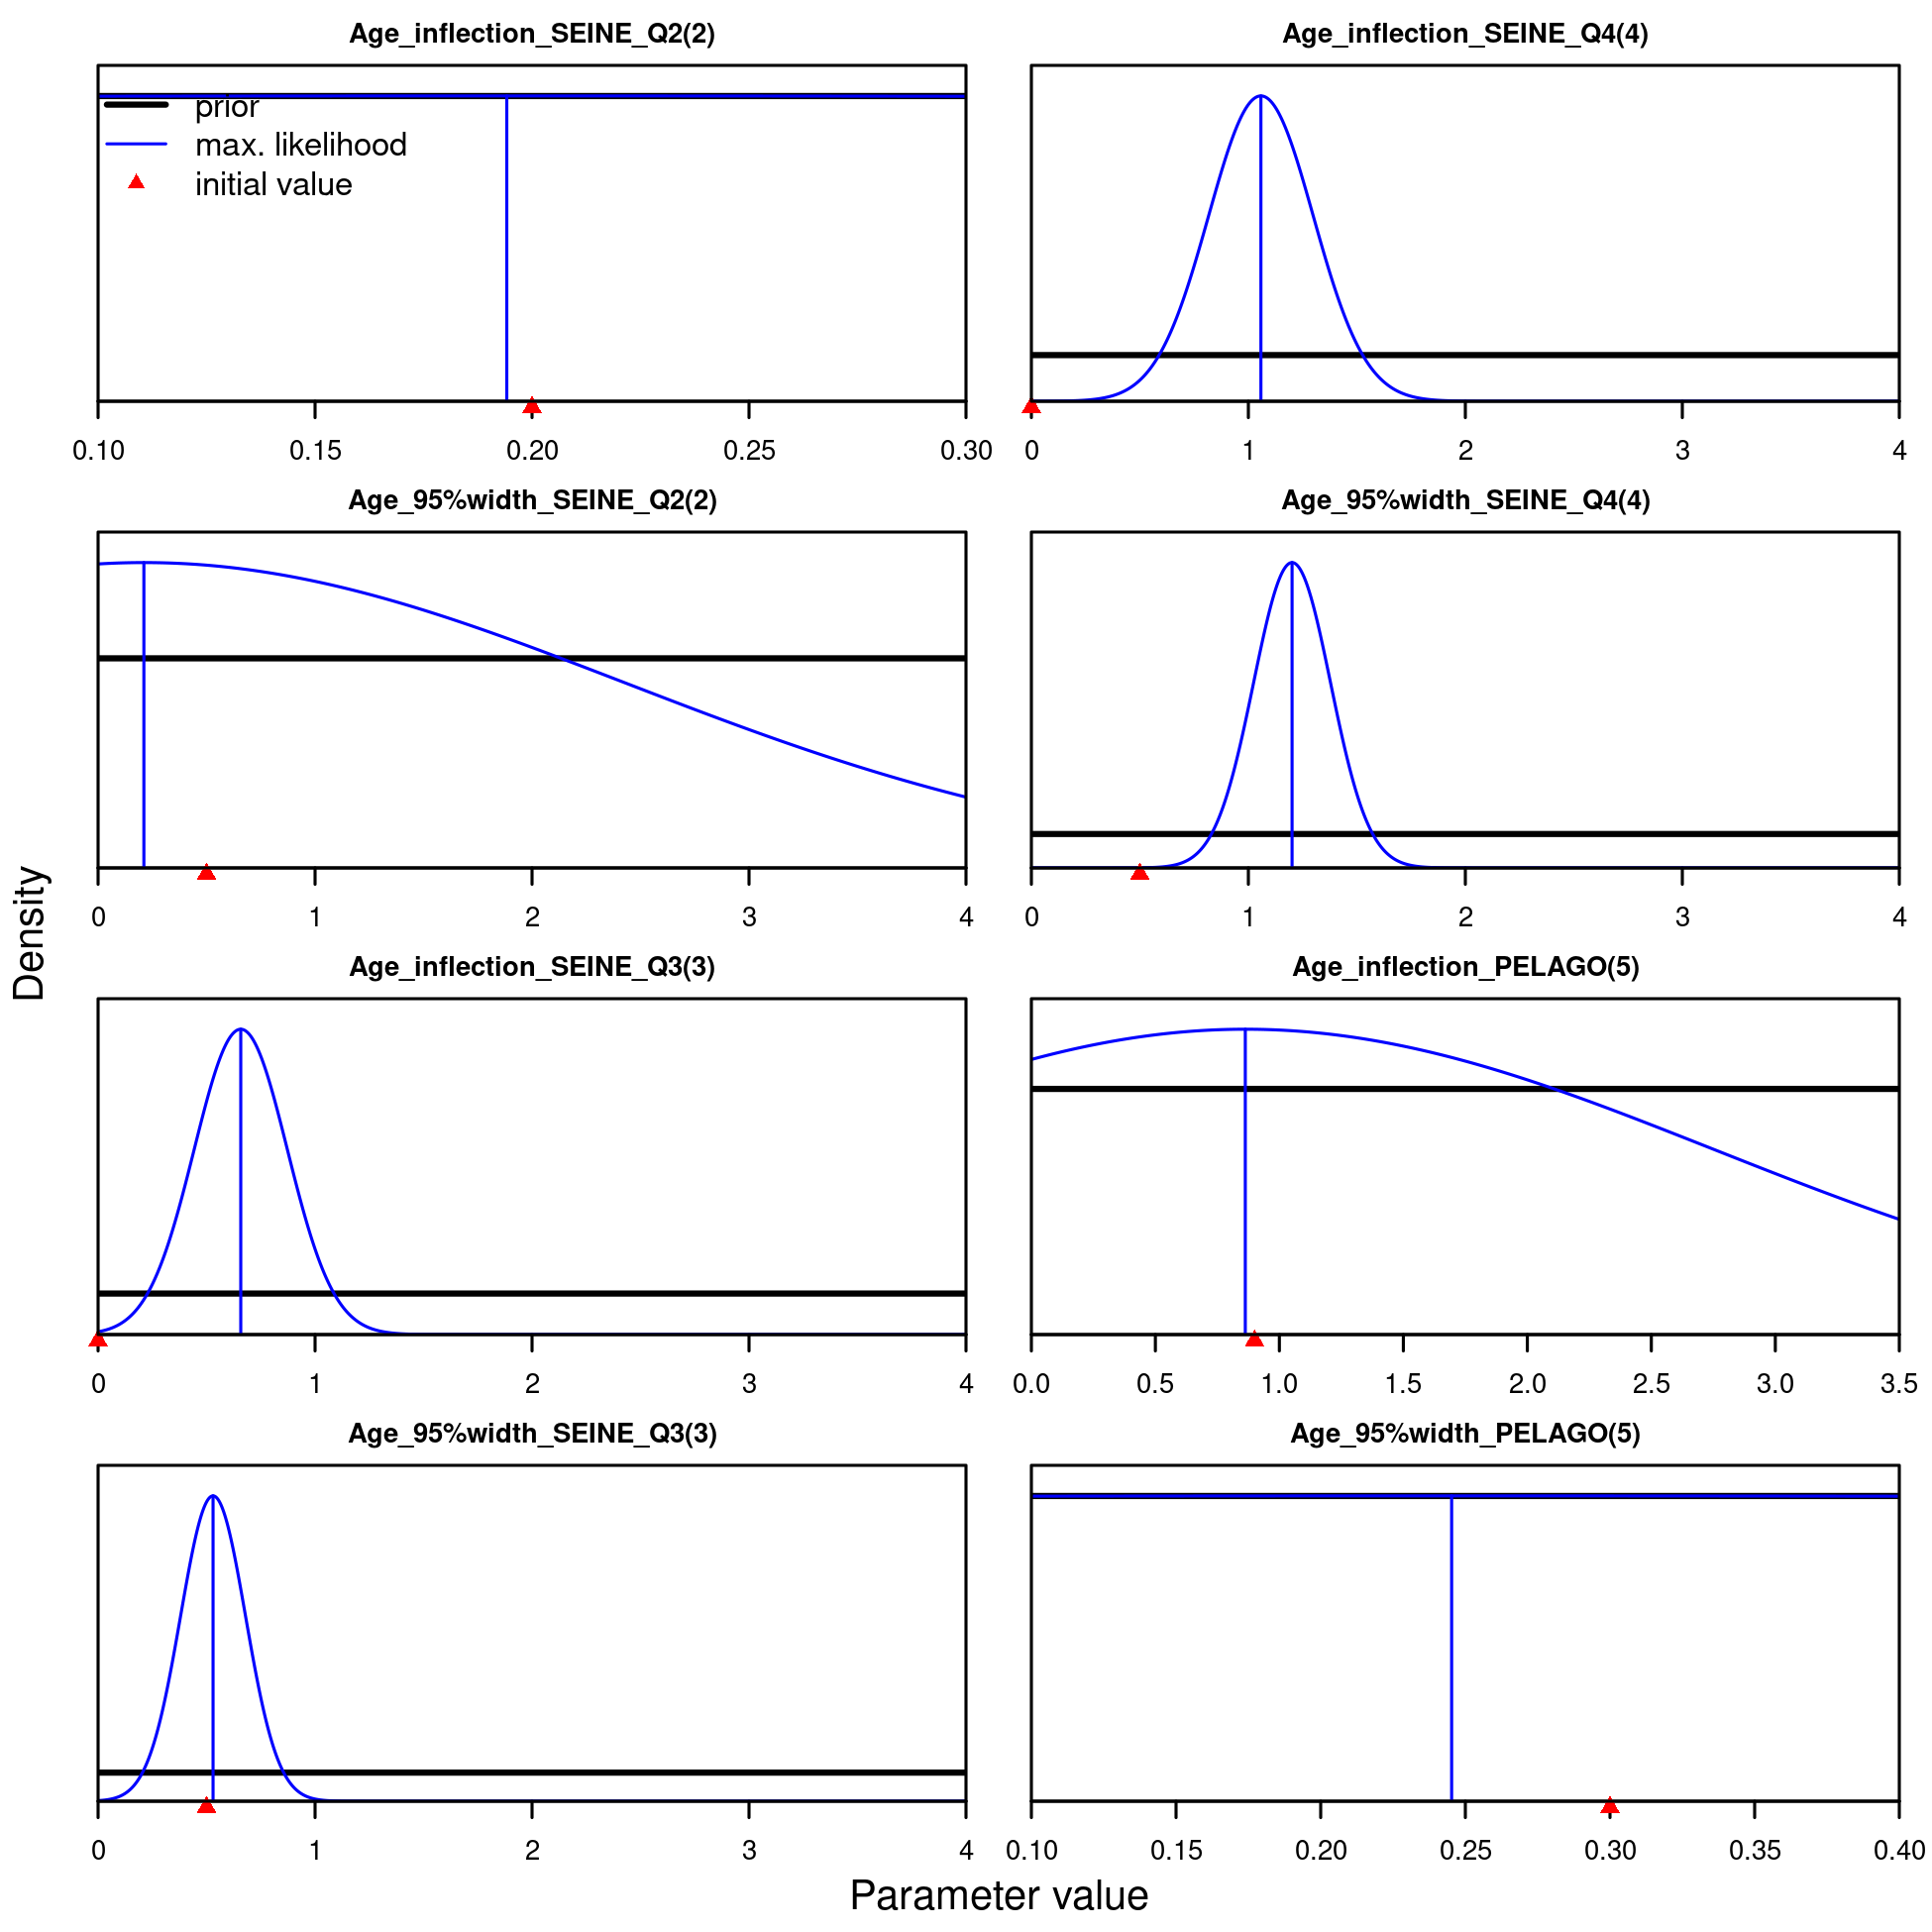 Age_inflection_SEINE_Q2(2)
prior
max. likelihood
initial value
0.10 0.15 0.20 0.25 0.30
Age_inflection_SEINE_Q4(4)
0 1 2 3 4
Age_95%width_SEINE_Q2(2)
0 1 2 3 4
Age_95%width_SEINE_Q4(4)
0 1 2 3 4
Density
Age_inflection_SEINE_Q3(3)
0 1 2 3 4
Age_inflection_PELAGO(5)
0.0 0.5 1.0 1.5 2.0 2.5 3.0 3.5
Age_95%width_SEINE_Q3(3)
0 1 2 3 4
Age_95%width_PELAGO(5)
0.10 0.15 0.20 0.25 0.30 0.35 0.40
Parameter value